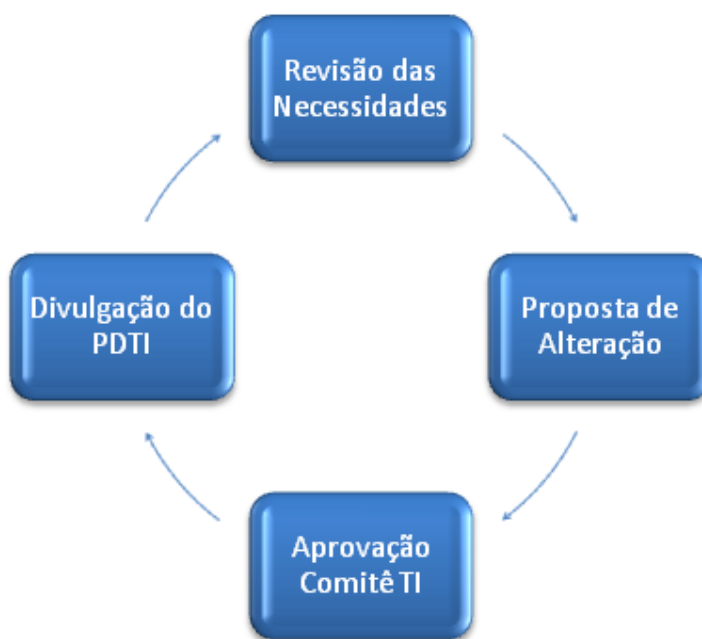 Revisão das
Necessidades
Proposta de
Alteração
Aprovação
Comitê TI
Divulgação do
PDTI